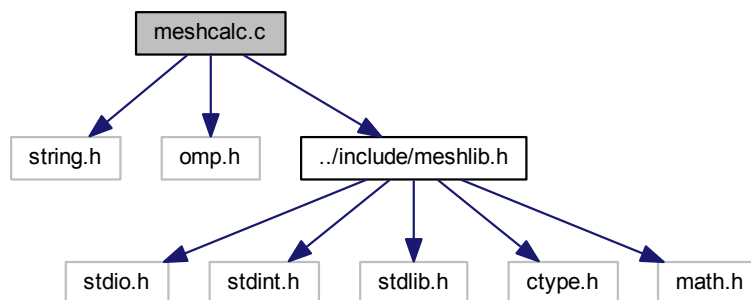 meshcalc.c
string.h
omp.h
../include/meshlib.h
stdio.h
stdint.h
stdlib.h
ctype.h
math.h